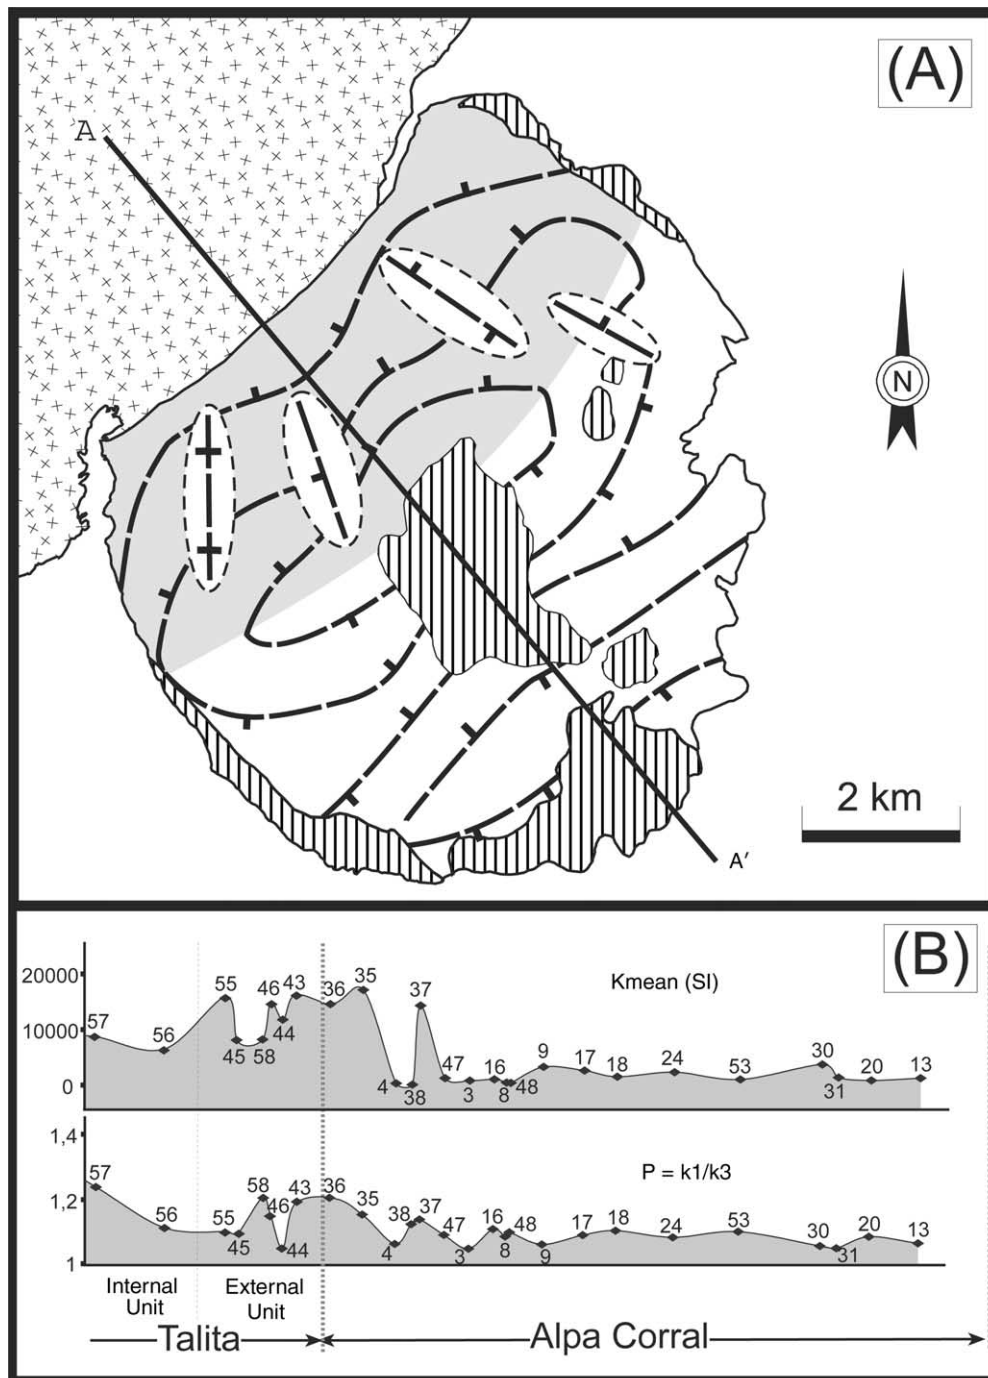 (A)
A
N
2 km
A'
(B)
20000
10000
0
Kmean (SI)
57 56 55 45 58 46 44 43 36 35 4 38 37 47 3 16 8 48 9 17 18 24 53 30 31 20 13
1,4
1,2
1
P = k1/k3
57 56 55 45 58 46 44 43 36 35 4 38 37 47 3 16 8 48 9 17 18 24 53 30 31 20 13
Internal
Unit
External
Unit
Talita
Alpa Corral